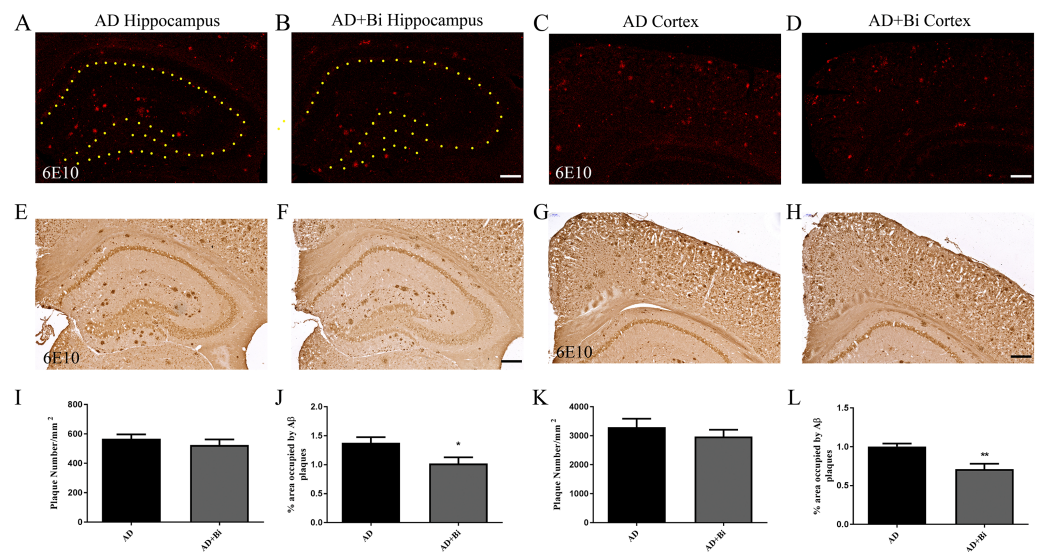 A AD Hippocampus B AD+Bi Hippocampus C AD Cortex D AD+Bi Cortex
6E10 6E10
E F G H
6E10 6E10
I J K L
Plaque Number/mm 2
800
600
400
200
0
AD AD+Bi
% area occupied by Aβ
plaques
2.0
1.5
1.0
0.5
0.0
*
AD AD+Bi
Plaque Number/mm 2
4000
3000
2000
1000
0
AD AD+Bi
% area occupied by Aβ
plaques
1.5
1.0
0.5
0.0
**
AD AD+Bi